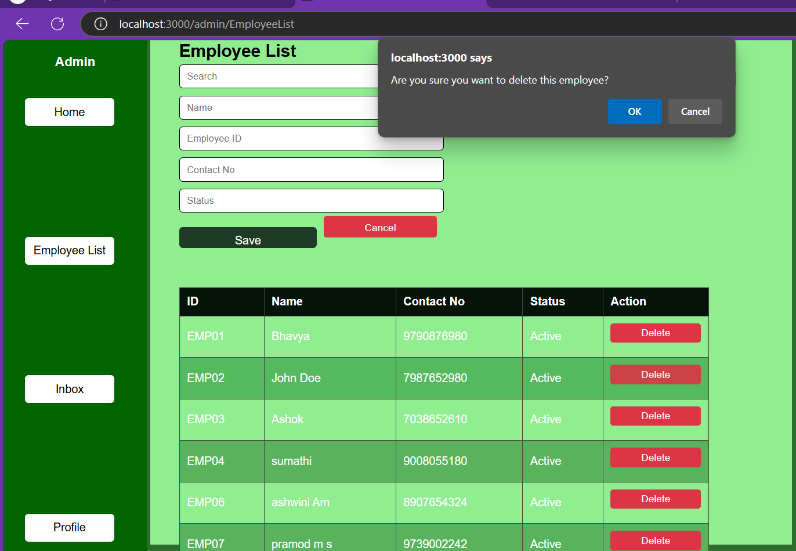 localhost:3000/admin/EmployeeList
Admin
Home
Employee List
Inbox
Profile
Employee List
Search
Name
Employee ID
Contact No
Status
Save
Cancel
localhost:3000 says
Are you sure you want to delete this employee?
OK Cancel
ID Name Contact No Status Action
EMP01 Bhavya 9790876980 Active Delete
EMP02 John Doe 7987652980 Active Delete
EMP03 Ashok 7038652610 Active Delete
EMP04 sumathi 9008055180 Active Delete
EMP06 ashwini Am 8907654324 Active Delete
EMP07 pramod m s 9739002242 Active Delete